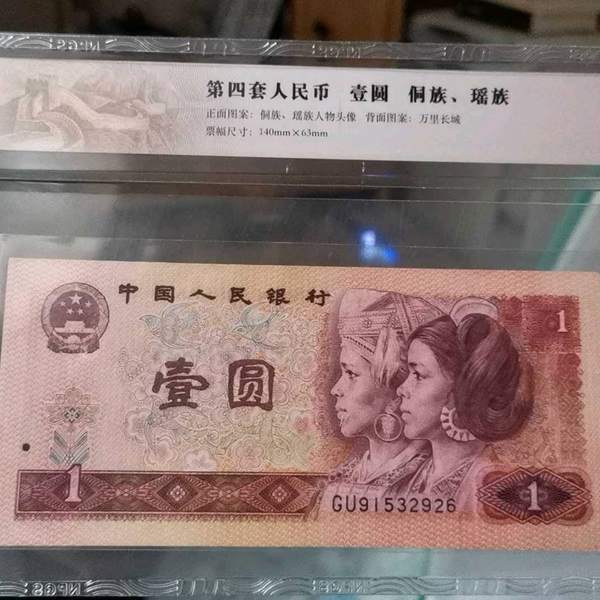 第四套人民币 壹圆 侗族、瑶族
正面图案:侗族、瑶族人物头像 背面图案:万里长城
票幅尺寸:140mm×63mm
中国人民银行
1
壹圆
GU91532926
1
1